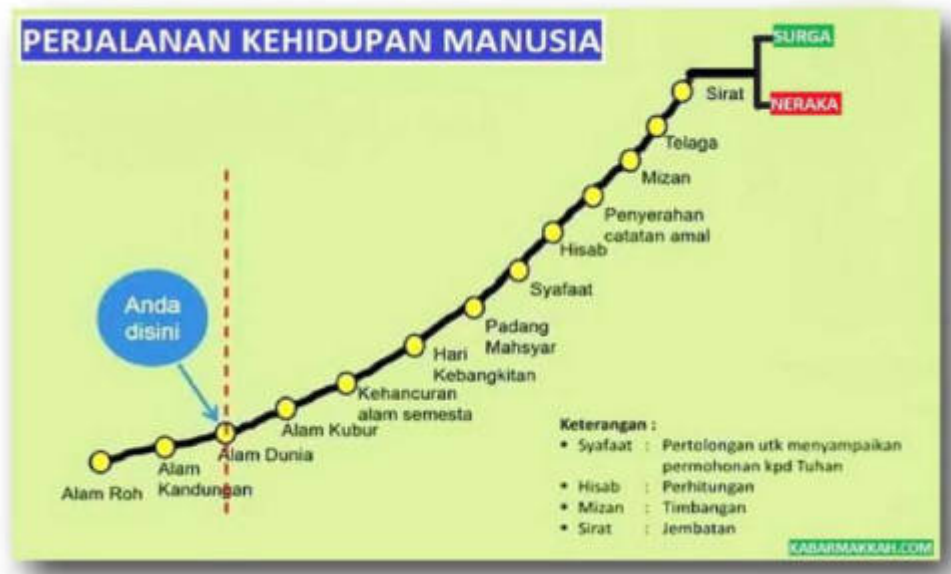 PERJALANAN KEHIDUPAN MANUSIA
SURGA
NERAKA
Sirat
Telaga
Mizan
Penyerahan
catatan amal
Hisab
Syafaat
Padang
Mahsyar
Hari
Kebangkitan
Kehancuran
alam semesta
Alam Kubur
Alam Dunia
Alam
Kandungan
Alam Roh
Anda
disini
Keterangan :
• Syafaat : Pertolongan utk menyampaikan
permohonan kpd Tuhan
• Hisab : Perhitungan
• Mizan : Timbangan
• Sirat : Jembatan
KABARMAKKAH.COM